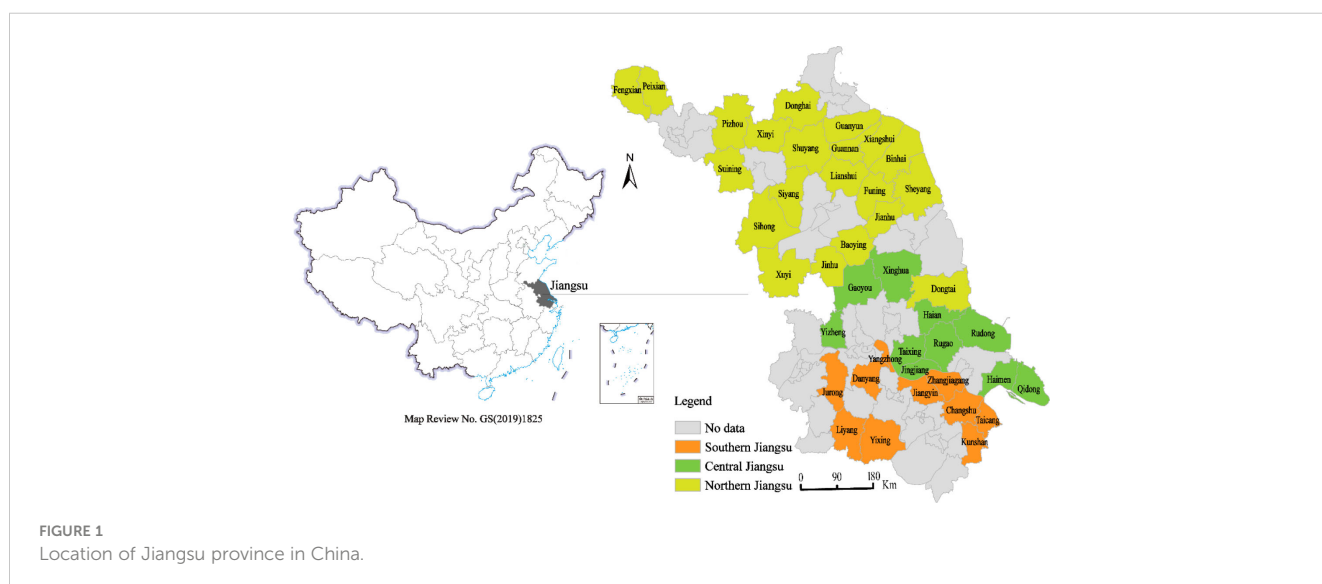 Fengxian
Peixian
Donghai
Pizhou
Xinyi
Guanyun
Xiangshui
Shuyang
Guannan
Binhui
Suining
Lianshui
Siyang
Funing
Sheyang
Jianhu
Sihong
Baoying
Xuyi
Jinhu
Xinghua
Gaoyou
Dongtai
Haian
Yizheng
Rudong
Rugao
Taixing
Yangzhong
Jingjiang
Haimen
Qidong
Zhangjiagang
Danyang
Jurong
Jiangyin
Changshu
Taicang
Liyang
Yixing
Kunshan
N
Jiangsu
Map Review No. GS(2019)1825
Legend
No data
Southern Jiangsu
Central Jiangsu
Northern Jiangsu
0 90 180
Km
FIGURE 1
Location of Jiangsu province in China.